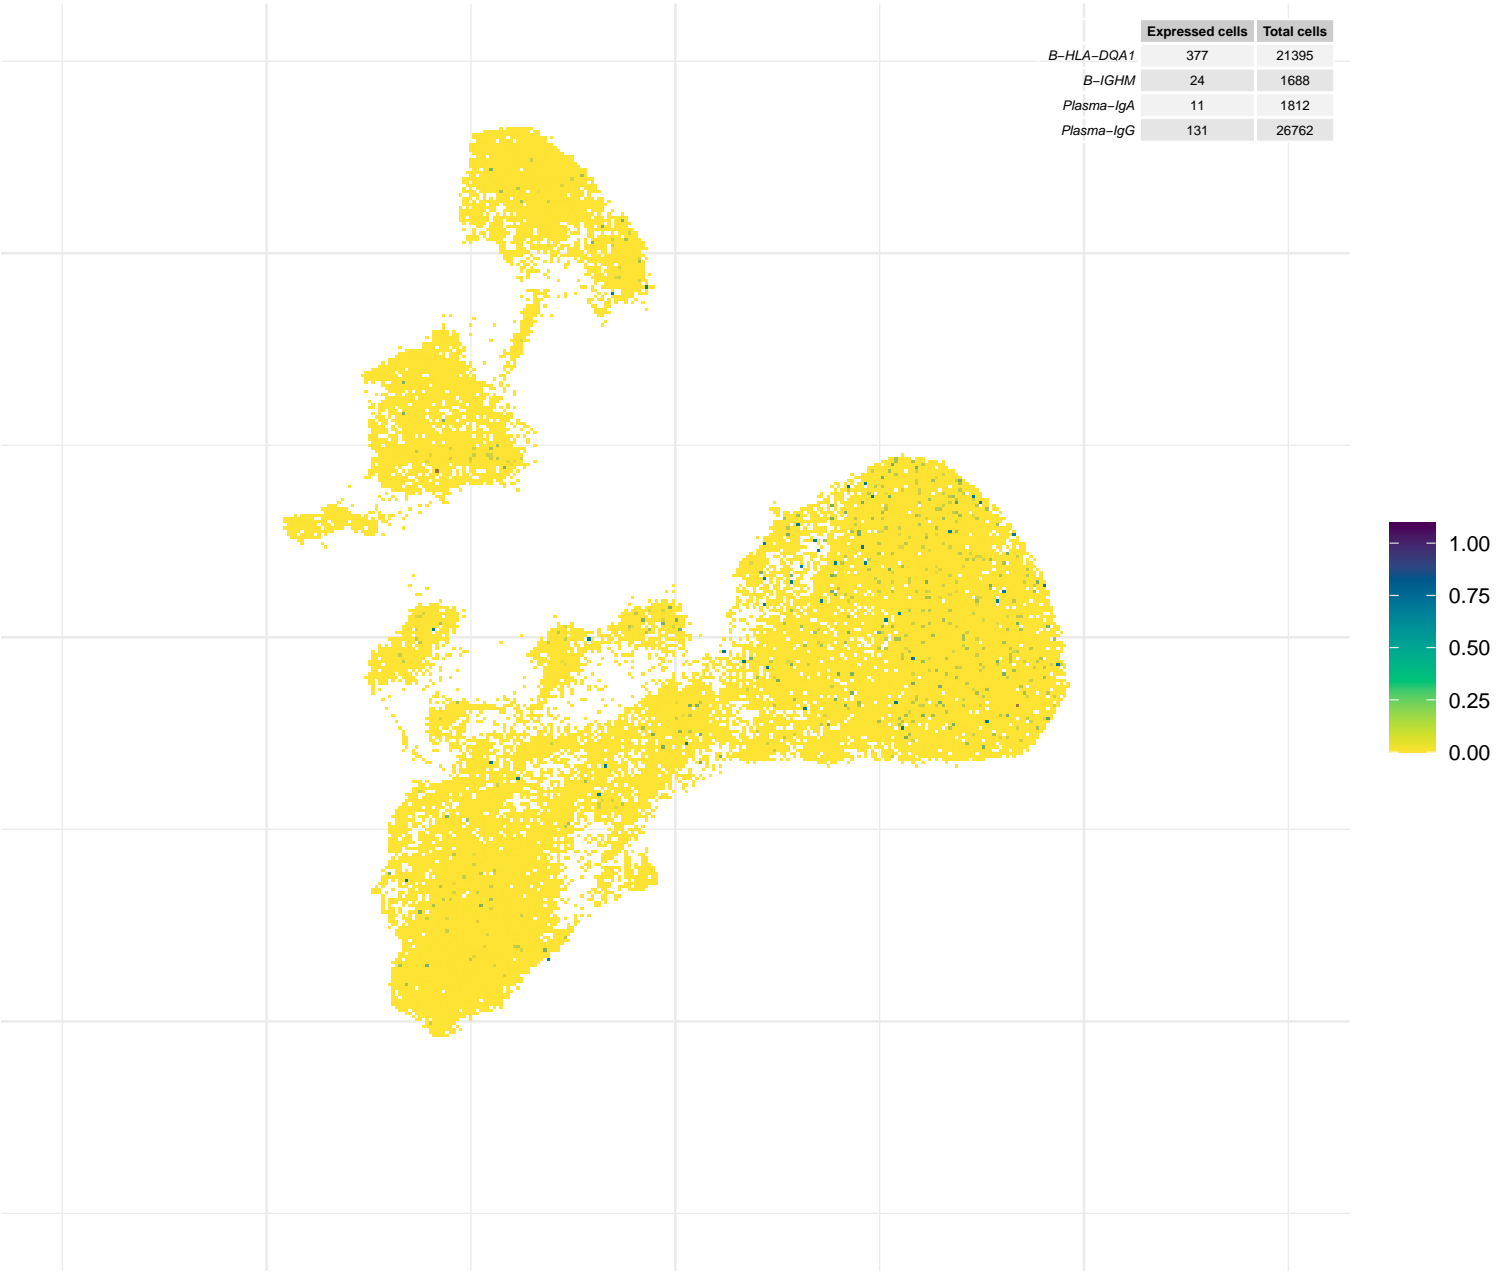 Expressed cells Total cells
B−HLA−DQA1 377 21395
B−IGHM 24 1688
Plasma−IgA 11 1812
Plasma−IgG 131 26762
1.00
0.75
0.50
0.25
0.00